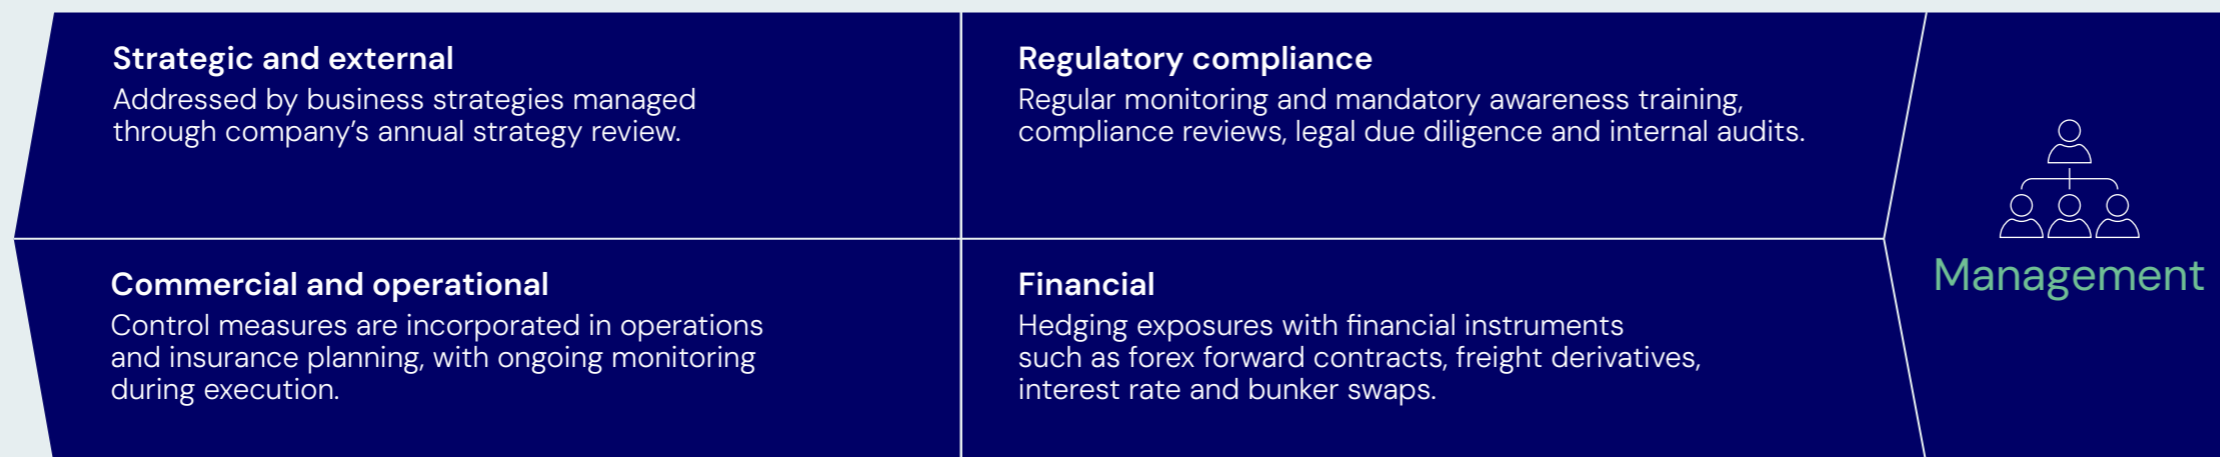 Strategic and external
Addressed by business strategies managed
through company’s annual strategy review.
Regulatory compliance
Regular monitoring and mandatory awareness training,
compliance reviews, legal due diligence and internal audits.
Commercial and operational
Control measures are incorporated in operations
and insurance planning, with ongoing monitoring
during execution.
Financial
Hedging exposures with financial instruments
such as forex forward contracts, freight derivatives,
interest rate and bunker swaps.
Management